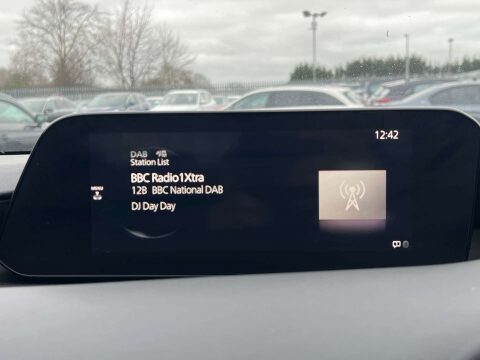 12:42
DAB
Station List
BBC Radio1Xtra
12B BBC National DAB
MENU
DJ Day Day